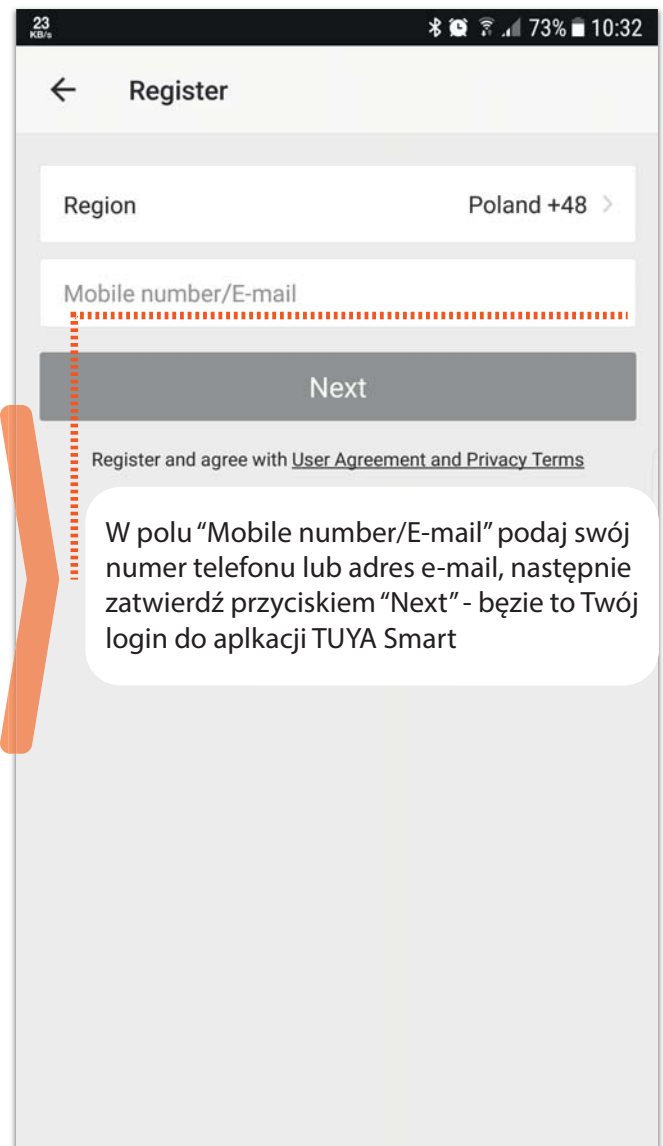 23
KB/s
73% 10:32
Register
Region Poland +48
Mobile number/E-mail
Next
Register and agree with User Agreement and Privacy Terms
W polu “Mobile number/E-mail” podaj swój
numer telefonu lub adres e-mail, następnie
zatwierdź przyciskiem “Next” - bęzie to Twój
login do aplkacji TUYA Smart